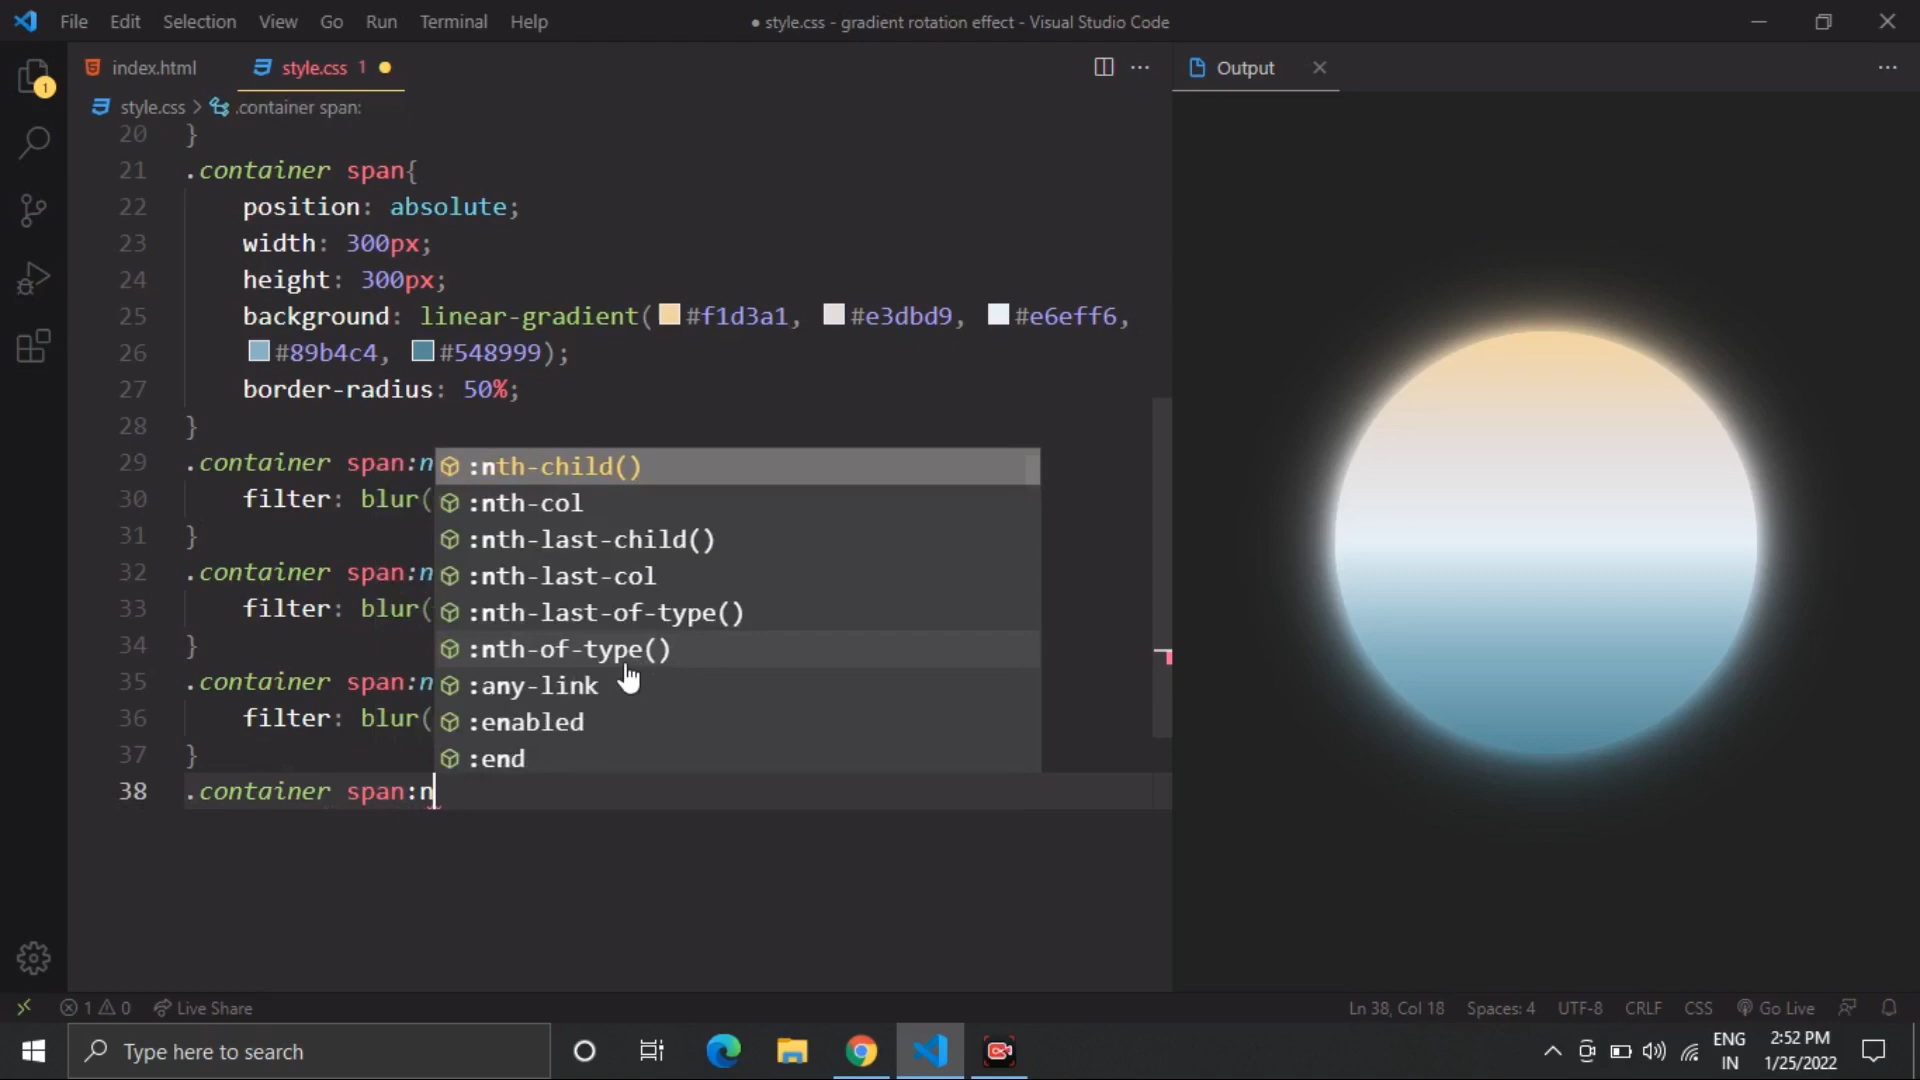 File Edit Selection View Go Run Terminal Help ● style.css - gradient rotation effect - Visual Studio Code
index.html style.css 1 ● Output
style.css > .container span:
20 }
21 .container span{
22 position: absolute;
23 width: 300px;
24 height: 300px;
25 background: linear-gradient(#f1d3a1, #e3dbd9, #e6eff6,
26 #89b4c4, #548999);
27 border-radius: 50%;
28 }
29 .container span:n
30 filter: blur(
31 }
32 .container span:n
33 filter: blur(
34 }
35 .container span:n
36 filter: blur(
37 }
38 .container span:n
:nth-child()
:nth-col
:nth-last-child()
:nth-last-col
:nth-last-of-type()
:nth-of-type()
:any-link
:enabled
:end
1
1 0 Live Share Ln 38, Col 18 Spaces: 4 UTF-8 CRLF CSS Go Live
Type here to search
ENG
IN
2:52 PM
1/25/2022